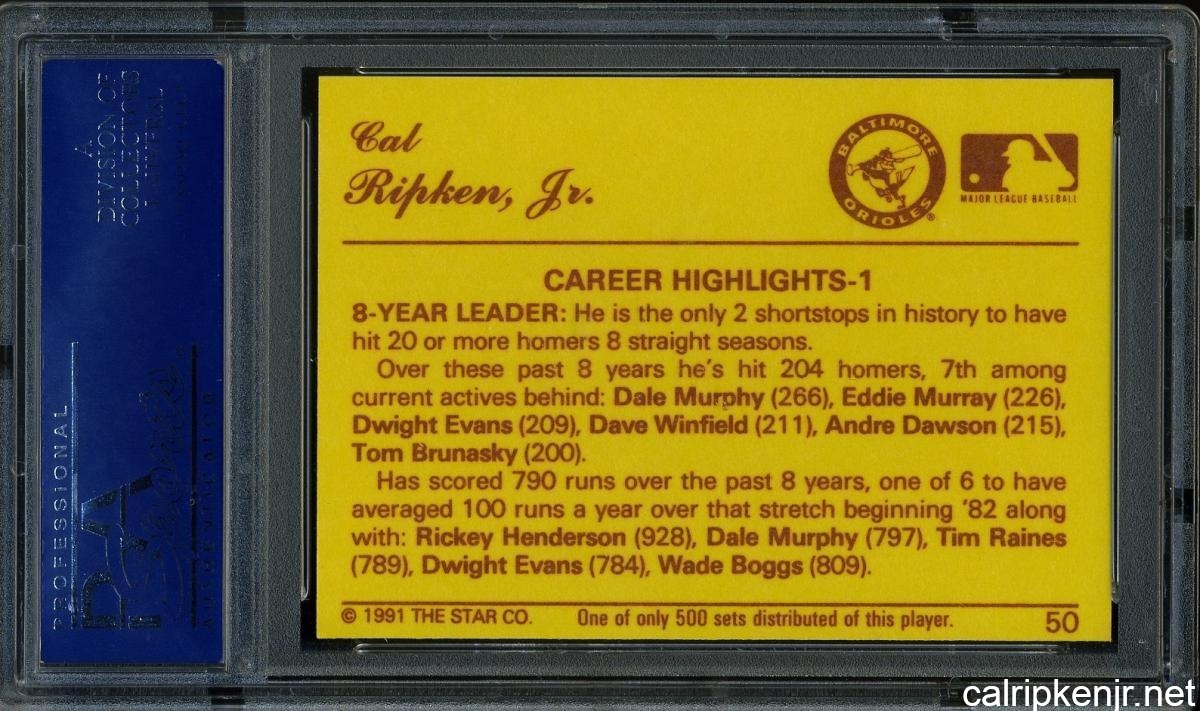 Cal
Ripken, Jr.
BALTIMORE
ORIOLES
MAJOR LEAGUE BASEBALL
CAREER HIGHLIGHTS-1
8-YEAR LEADER: He is the only 2 shortstops in history to have
hit 20 or more homers 8 straight seasons.
Over these past 8 years he's hit 204 homers, 7th among
current actives behind: Dale Murphy (266), Eddie Murray (226),
Dwight Evans (209), Dave Winfield (211), Andre Dawson (215),
Tom Brunasky (200).
Has scored 790 runs over the past 8 years, one of 6 to have
averaged 100 runs a year over that stretch beginning '82 along
with: Rickey Henderson (928), Dale Murphy (797), Tim Raines
(789), Dwight Evans (784), Wade Boggs (809).
© 1991 THE STAR CO. One of only 500 sets distributed of this player. 50
A
DIVISION OF
COLLECTORS
PROFESSIONAL
PSA
calripkenjr.net